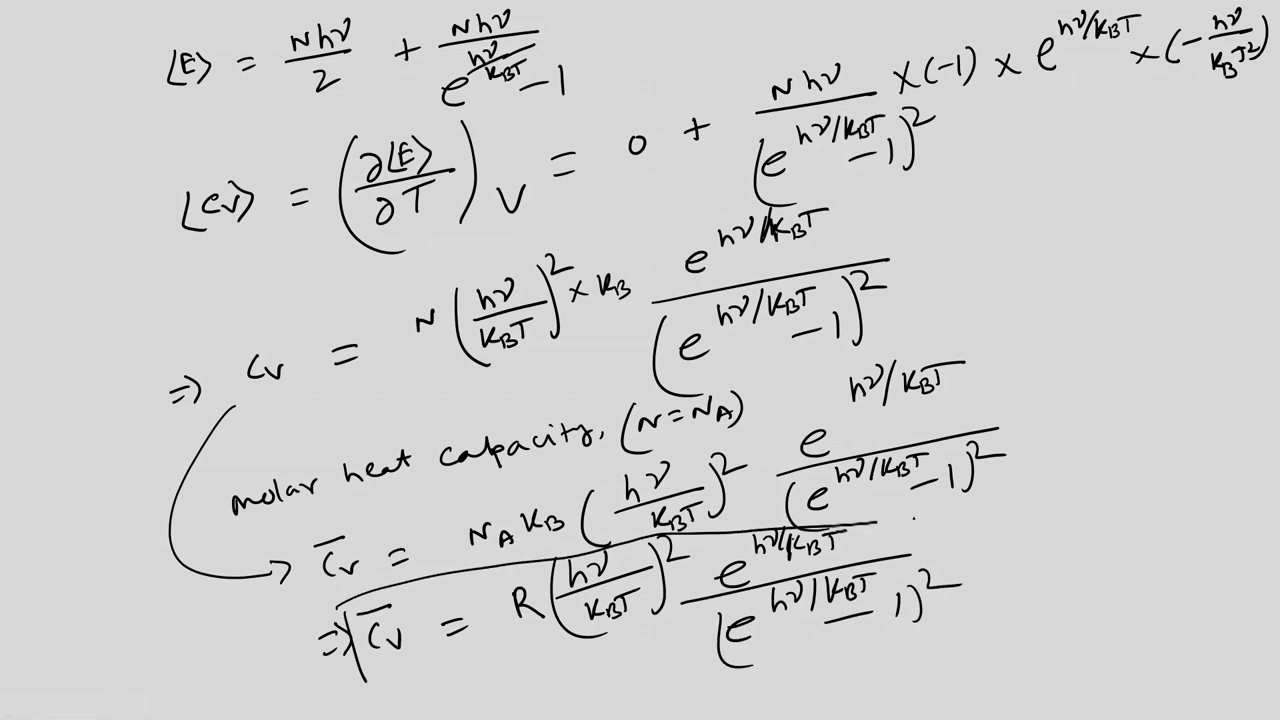 ⟨E⟩ = Nhν/2 + Nhν/(e^(hν/K_BT) − 1)
⟨C_V⟩ = (∂⟨E⟩/∂T)_V = 0 + Nhν/(e^(hν/K_BT) − 1)² × (−1) × e^(hν/K_BT) × (−hν/K_BT²)
⇒ C_V = N (hν/K_BT)² × K_B e^(hν/K_BT)/(e^(hν/K_BT) − 1)²
molar heat capacity, (N = N_A)
C̅_V = N_A K_B (hν/K_BT)² e^(hν/K_BT)/(e^(hν/K_BT) − 1)²
⇒ C̅_V = R (hν/K_BT)² e^(hν/K_BT)/(e^(hν/K_BT) − 1)²